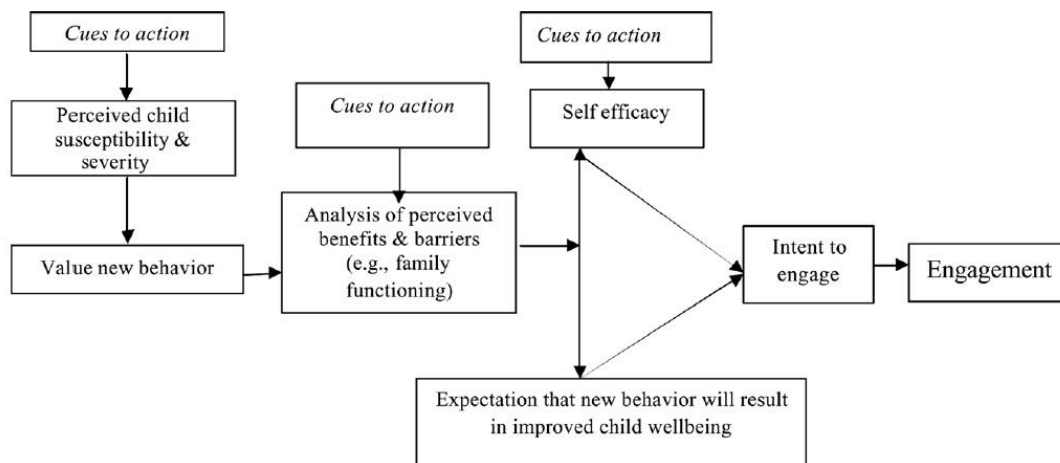 Cues to action
Perceived child
susceptibility &
severity
Value new behavior
Cues to action
Analysis of perceived
benefits & barriers
(e.g., family
functioning)
Cues to action
Self efficacy
Expectation that new behavior will result
in improved child wellbeing
Intent to
engage
Engagement